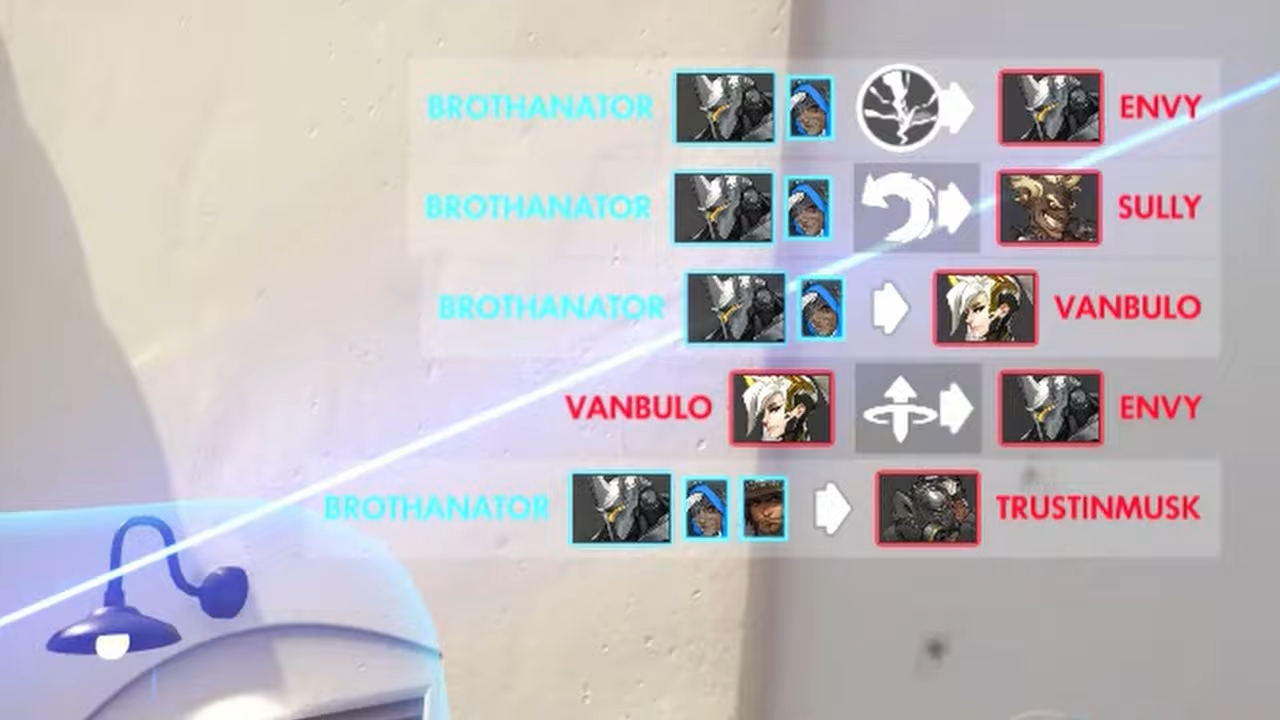 BROTHANATOR ENVY
BROTHANATOR SULLY
BROTHANATOR VANBULO
VANBULO ENVY
BROTHANATOR TRUSTINMUSK